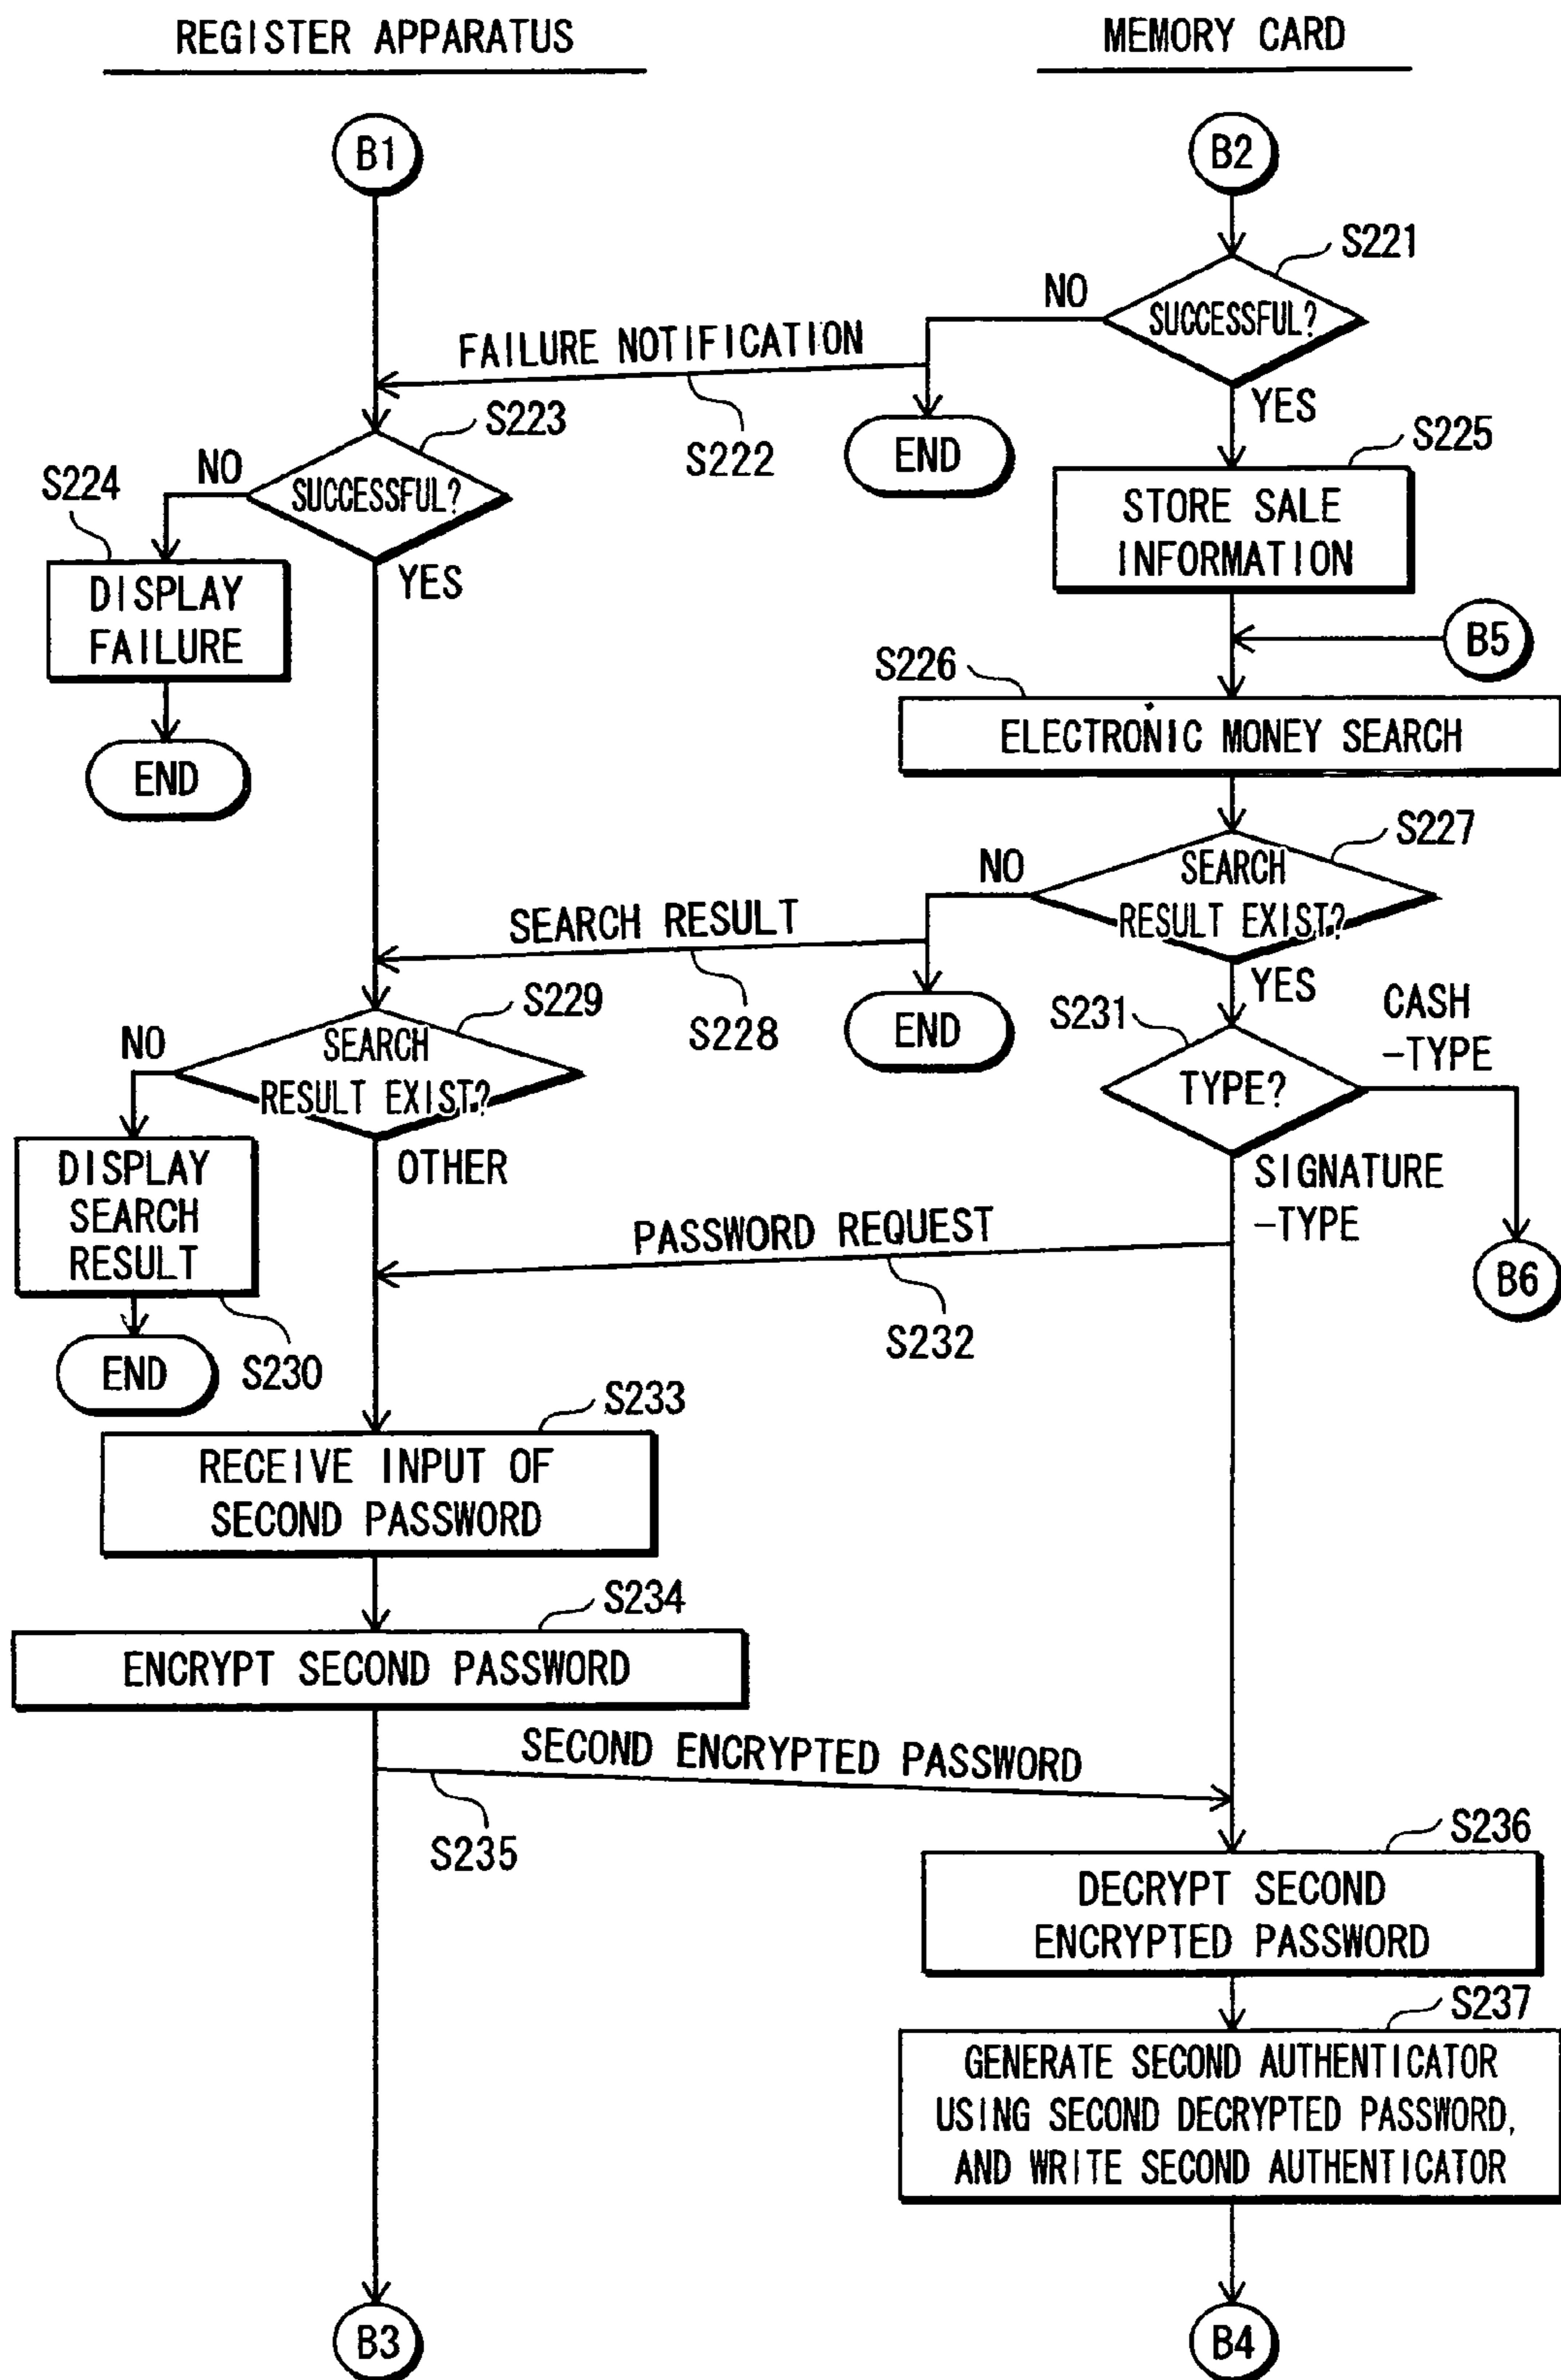 REGISTER APPARATUS
MEMORY CARD
B1
B2
S221
NO
SUCCESSFUL?
FAILURE NOTIFICATION
YES
S223
S222
END
S225
NO
S224
SUCCESSFUL?
STORE SALE
INFORMATION
YES
DISPLAY
FAILURE
B5
S226
ELECTRONIC MONEY SEARCH
END
S227
NO
SEARCH
RESULT EXIST?
SEARCH RESULT
YES
S229
S228
END
S231
CASH
-TYPE
NO
SEARCH
RESULT EXIST?
TYPE?
OTHER
SIGNATURE
-TYPE
DISPLAY
SEARCH
RESULT
PASSWORD REQUEST
B6
S232
END
S230
S233
RECEIVE INPUT OF
SECOND PASSWORD
S234
ENCRYPT SECOND PASSWORD
SECOND ENCRYPTED PASSWORD
S235
S236
DECRYPT SECOND
ENCRYPTED PASSWORD
S237
GENERATE SECOND AUTHENTICATOR
USING SECOND DECRYPTED PASSWORD,
AND WRITE SECOND AUTHENTICATOR
B3
B4